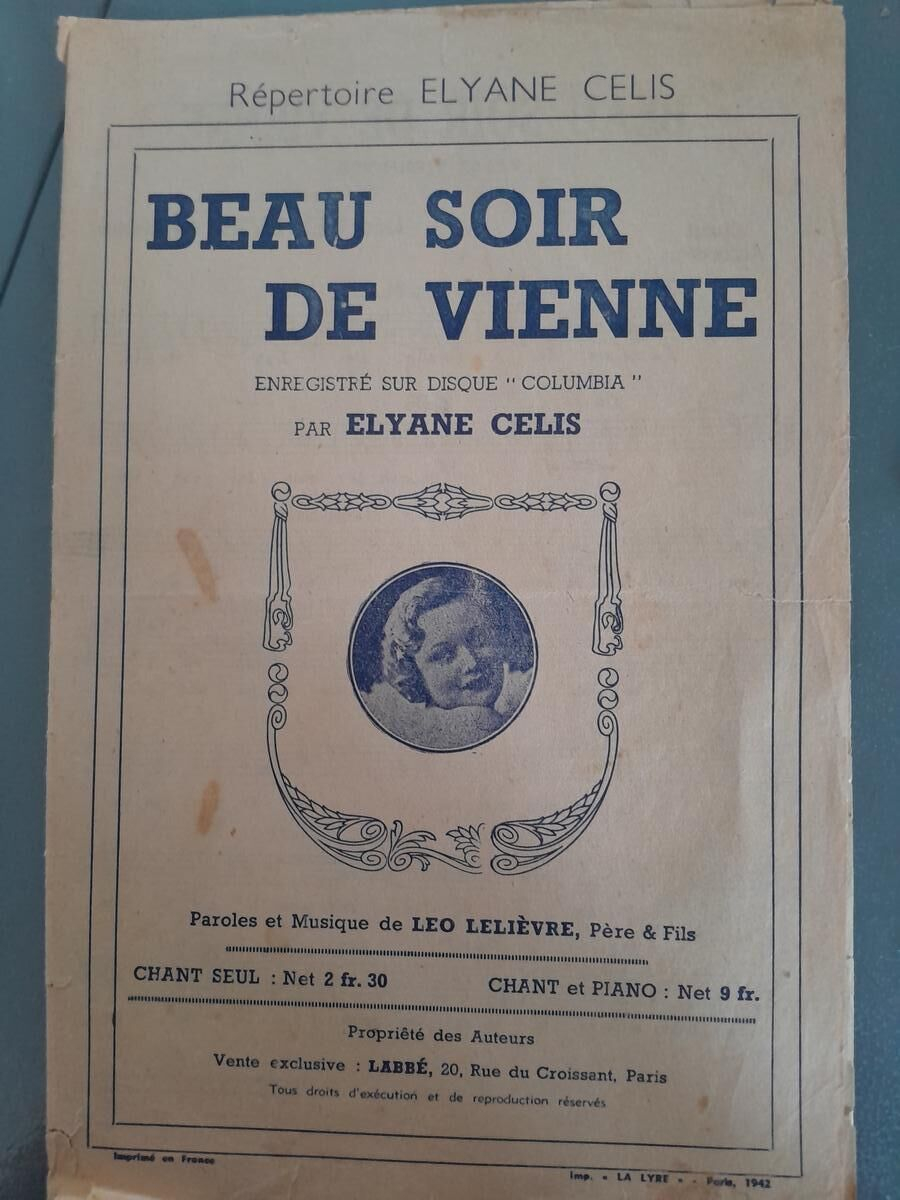 Répertoire ELYANE CELIS
BEAU SOIR
DE VIENNE
ENREGISTRÉ SUR DISQUE " COLUMBIA "
PAR ELYANE CELIS
Paroles et Musique de LEO LELIÈVRE, Père & Fils
CHANT SEUL : Net 2 fr. 30 CHANT et PIANO : Net 9 fr.
Propriété des Auteurs
Vente exclusive : LABBÉ, 20, Rue du Croissant, Paris
Tous droits d'exécution et de reproduction réservés
Imprimé en France
Imp. « LA LYRE » - Paris, 1942